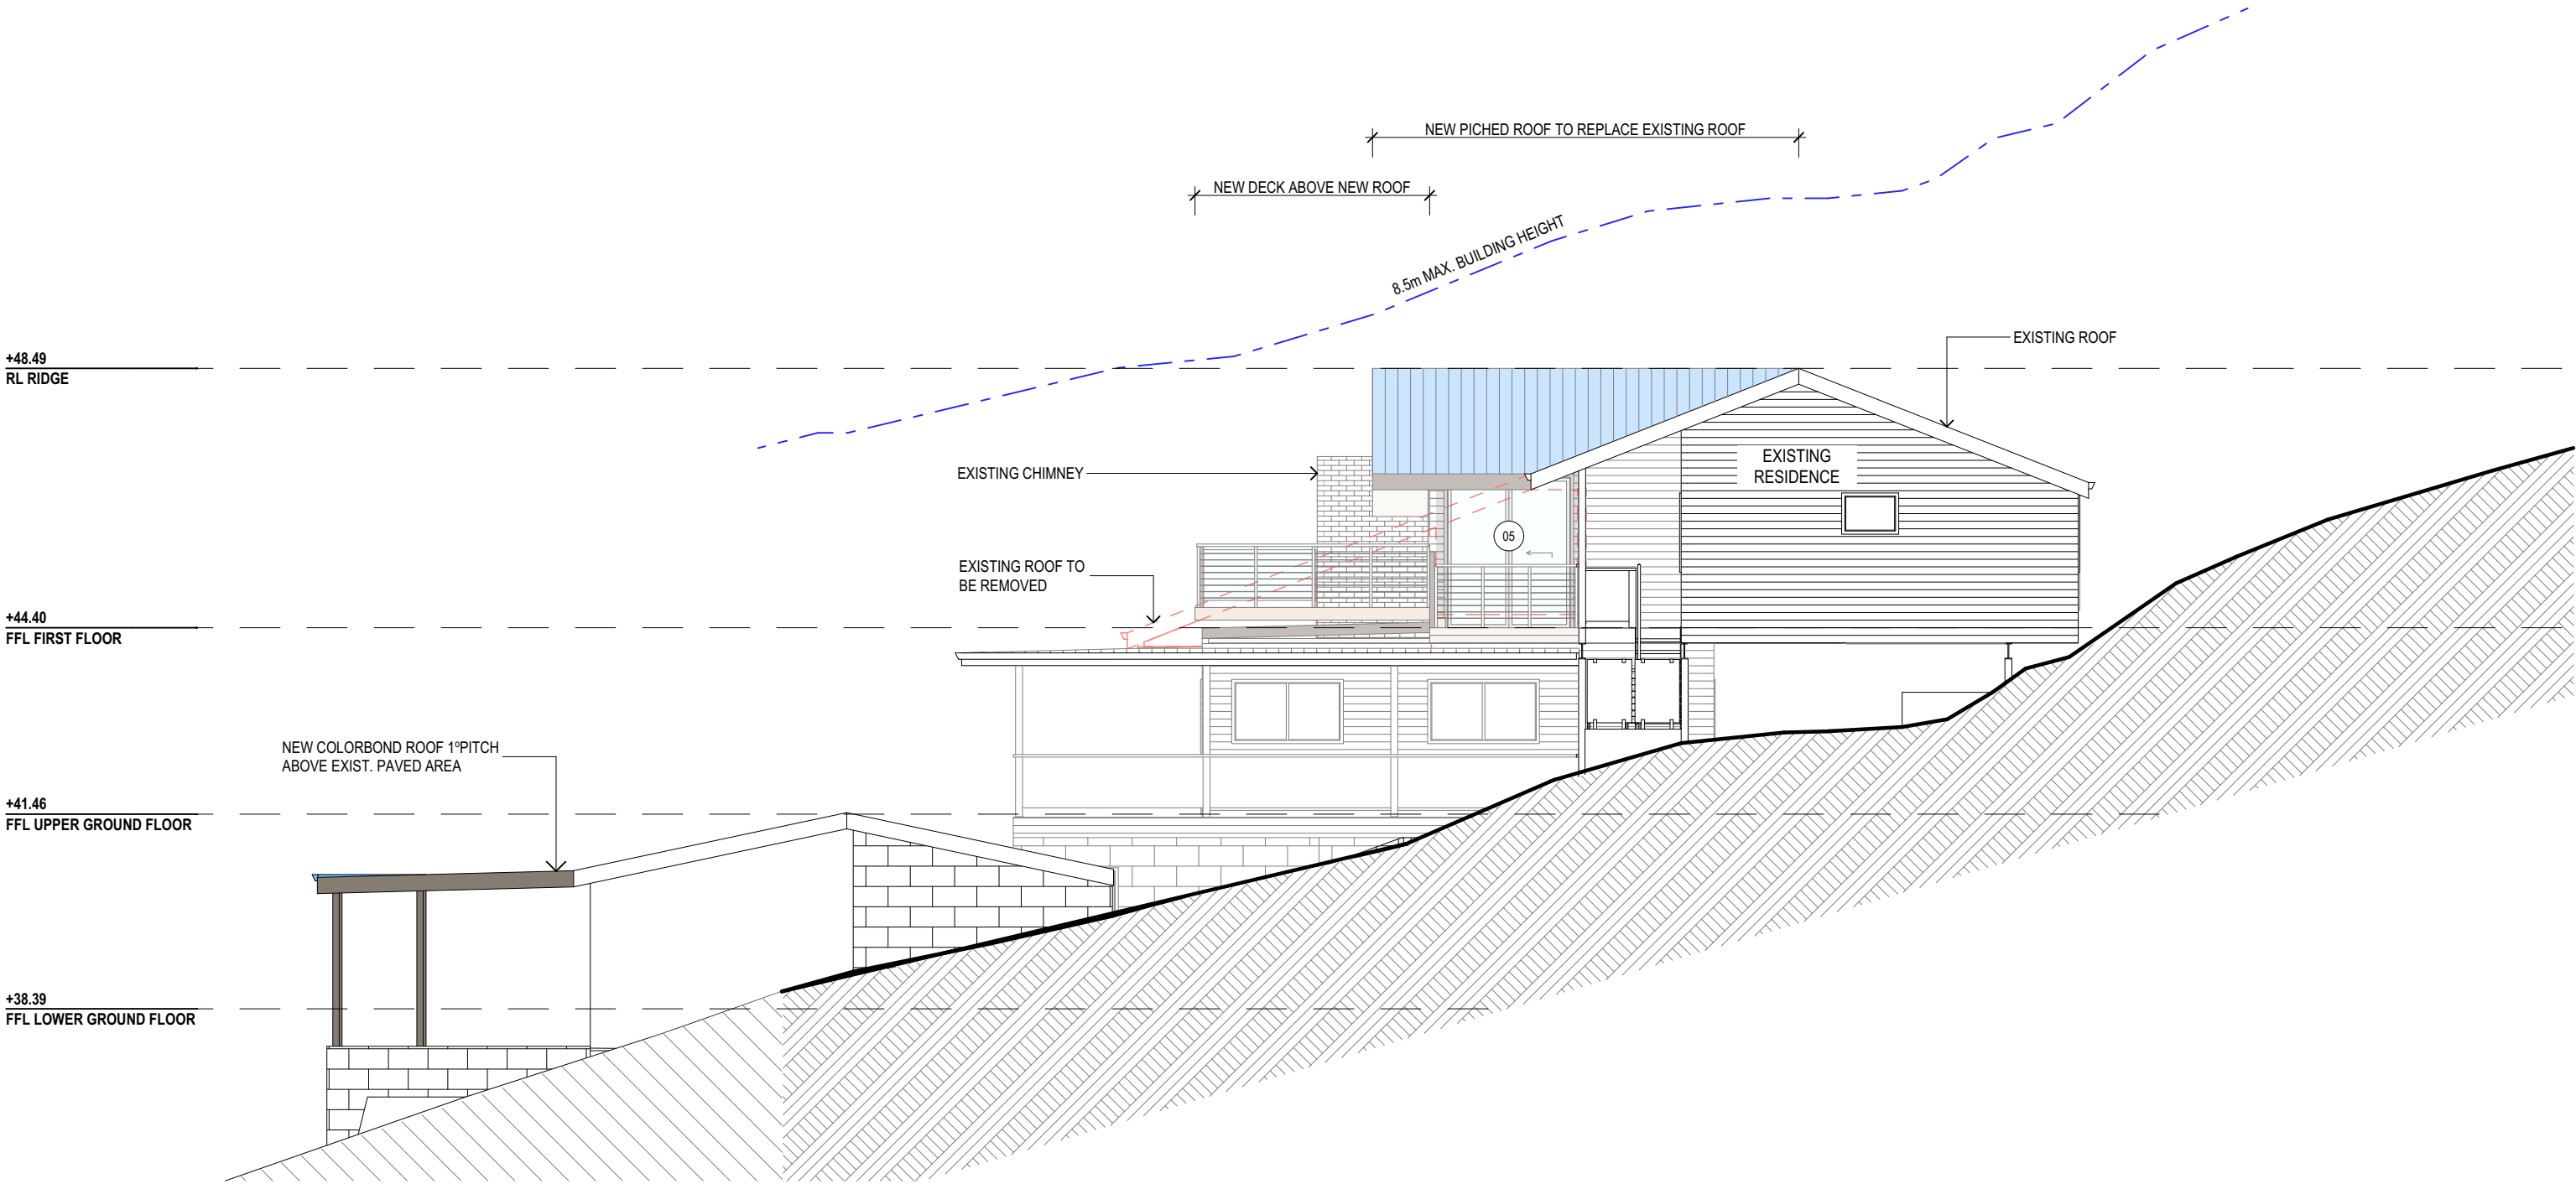 NEW PICHED ROOF TO REPLACE EXISTING ROOF
NEW DECK ABOVE NEW ROOF
8.5m MAX. BUILDING HEIGHT
EXISTING ROOF
+48.49
RL RIDGE
EXISTING
RESIDENCE
EXISTING CHIMNEY
05
EXISTING ROOF TO
BE REMOVED
+44.40
FFL FIRST FLOOR
NEW COLORBOND ROOF 1ºPITCH
ABOVE EXIST. PAVED AREA
+41.46
FFL UPPER GROUND FLOOR
+38.39
FFL LOWER GROUND FLOOR